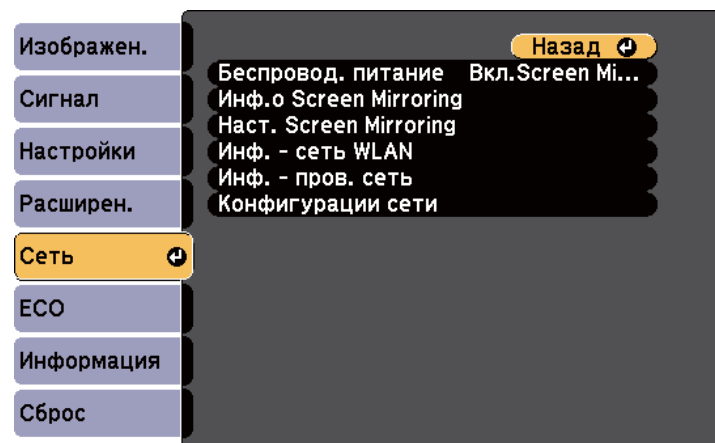 Изображен.
Сигнал
Настройки
Расширен.
Сеть
ECO
Информация
Сброс
Назад
Беспровод. питание Вкл.Screen Mi...
Инф.о Screen Mirroring
Наст. Screen Mirroring
Инф. - сеть WLAN
Инф. - пров. сеть
Конфигурации сети